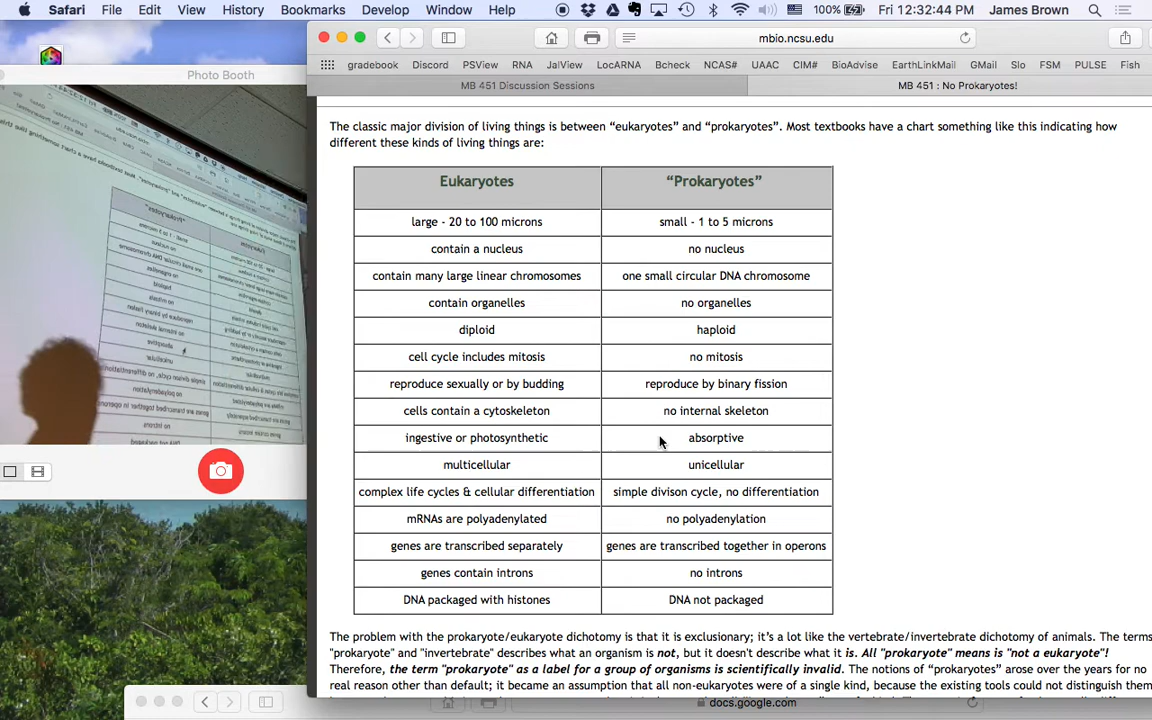 Safari File Edit View History Bookmarks Develop Window Help 100% Fri 12:32:44 PM James Brown
mbio.ncsu.edu
Photo Booth
gradebook Discord PSView RNA JalView LocARNA Bcheck NCAS# UAAC CIM# BioAdvise EarthLinkMail GMail Slo FSM PULSE Fish
MB 451 Discussion Sessions MB 451 : No Prokaryotes!
The classic major division of living things is between “eukaryotes” and “prokaryotes”. Most textbooks have a chart something like this indicating how
different these kinds of living things are:
Eukaryotes “Prokaryotes”
large - 20 to 100 microns small - 1 to 5 microns
contain a nucleus no nucleus
contain many large linear chromosomes one small circular DNA chromosome
contain organelles no organelles
diploid haploid
cell cycle includes mitosis no mitosis
reproduce sexually or by budding reproduce by binary fission
cells contain a cytoskeleton no internal skeleton
ingestive or photosynthetic absorptive
multicellular unicellular
complex life cycles & cellular differentiation simple divison cycle, no differentiation
mRNAs are polyadenylated no polyadenylation
genes are transcribed separately genes are transcribed together in operons
genes contain introns no introns
DNA packaged with histones DNA not packaged
The problem with the prokaryote/eukaryote dichotomy is that it is exclusionary; it’s a lot like the vertebrate/invertebrate dichotomy of animals. The terms
"prokaryote" and "invertebrate" describes what an organism is not, but it doesn't describe what it is. All "prokaryote" means is "not a eukaryote"!
Therefore, the term "prokaryote" as a label for a group of organisms is scientifically invalid. The notions of “prokaryotes” arose over the years for no
real reason other than default; it became an assumption that all non-eukaryotes were of a single kind, because the existing tools could not distinguish them
docs.google.com